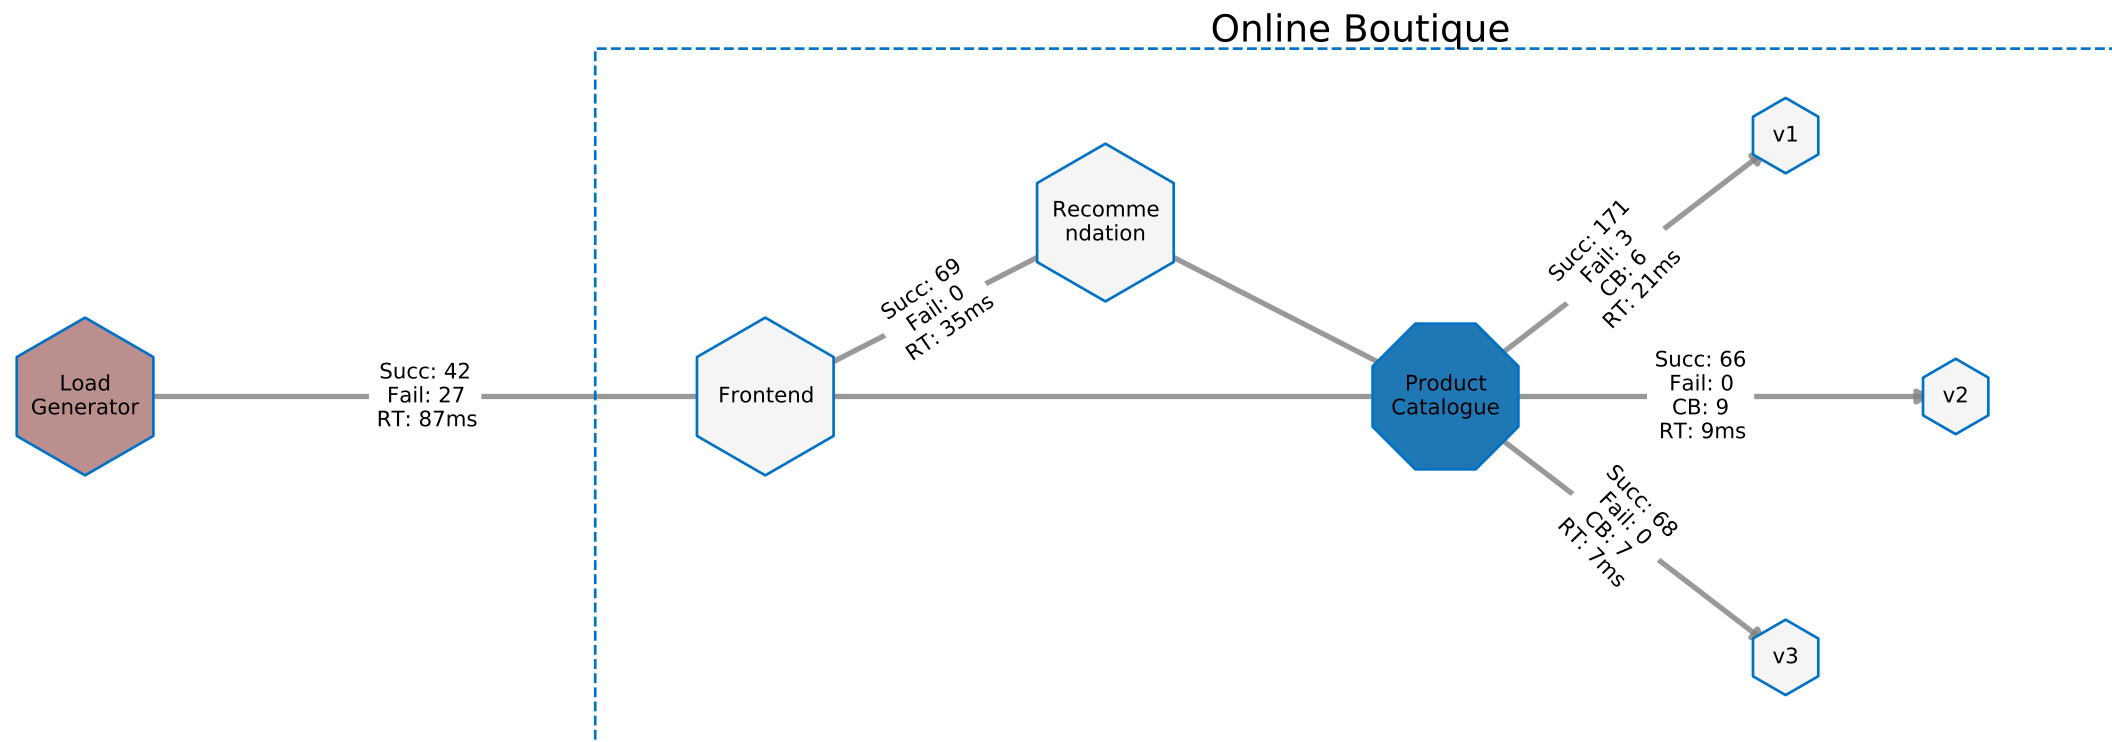 Online Boutique
Load
Generator
Succ: 42
Fail: 27
RT: 87ms
Frontend
Succ: 69
Fail: 0
RT: 35ms
Recomme
ndation
Product
Catalogue
Succ: 171
Fail: 3
CB: 6
RT: 21ms
v1
Succ: 66
Fail: 0
CB: 9
RT: 9ms
v2
Succ: 68
Fail: 0
CB: 7
RT: 7ms
v3